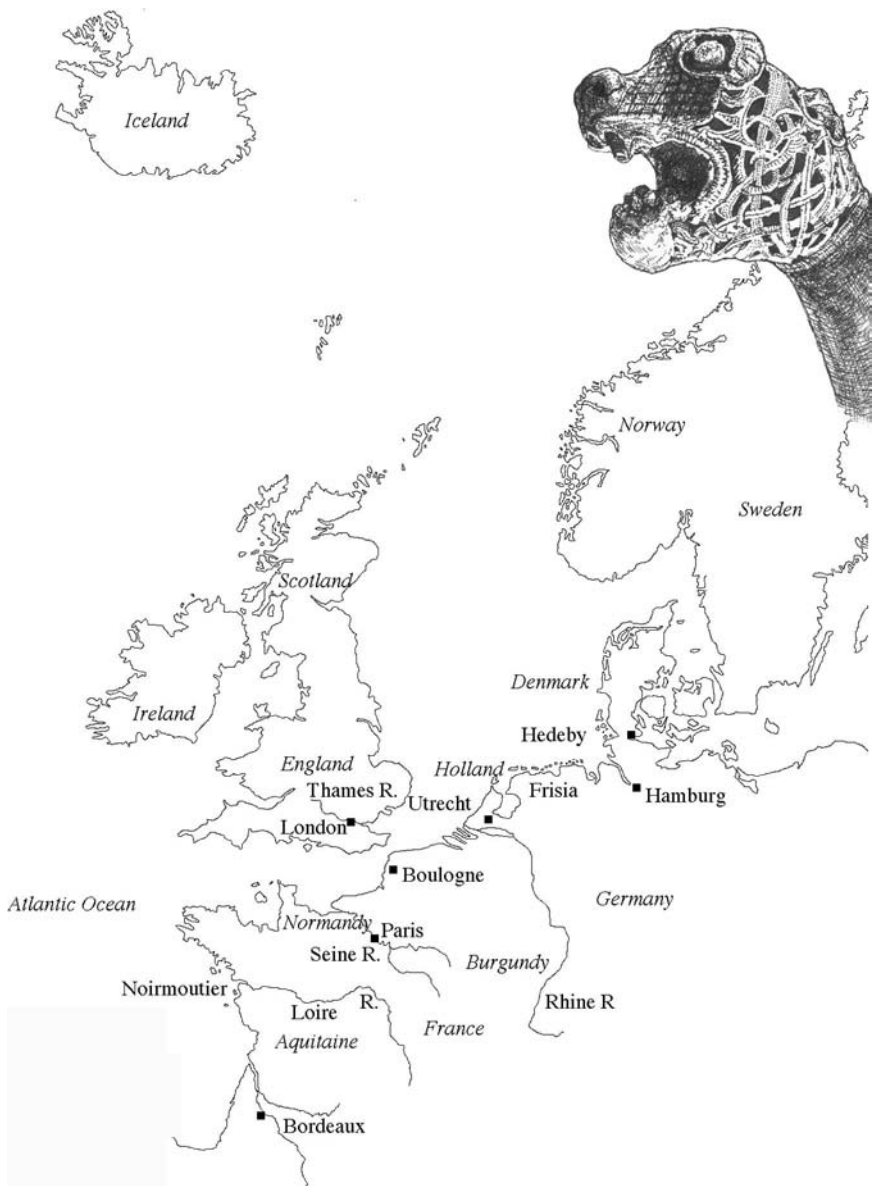 Iceland
Norway
Sweden
Scotland
Denmark
Ireland
Hedeby
England
Holland
Thames R.
Utrecht
Frisia
Hamburg
London
Boulogne
Atlantic Ocean
Germany
Normandy
Paris
Seine R.
Burgundy
Noirmoutier
Loire R.
Rhine R
France
Aquitaine
Bordeaux